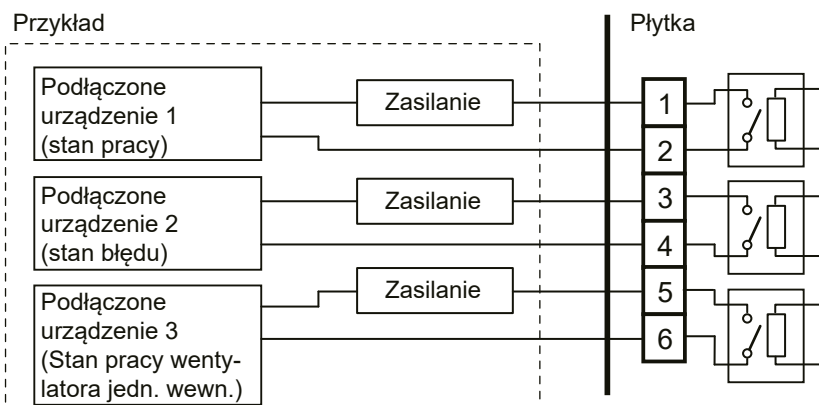 Przykład
Płytka
Podłączone
urządzenie 1
(stan pracy)
Zasilanie
1
2
Podłączone
urządzenie 2
(stan błędu)
Zasilanie
3
4
Podłączone
urządzenie 3
(Stan pracy wenty-
latora jedn. wewn.)
Zasilanie
5
6